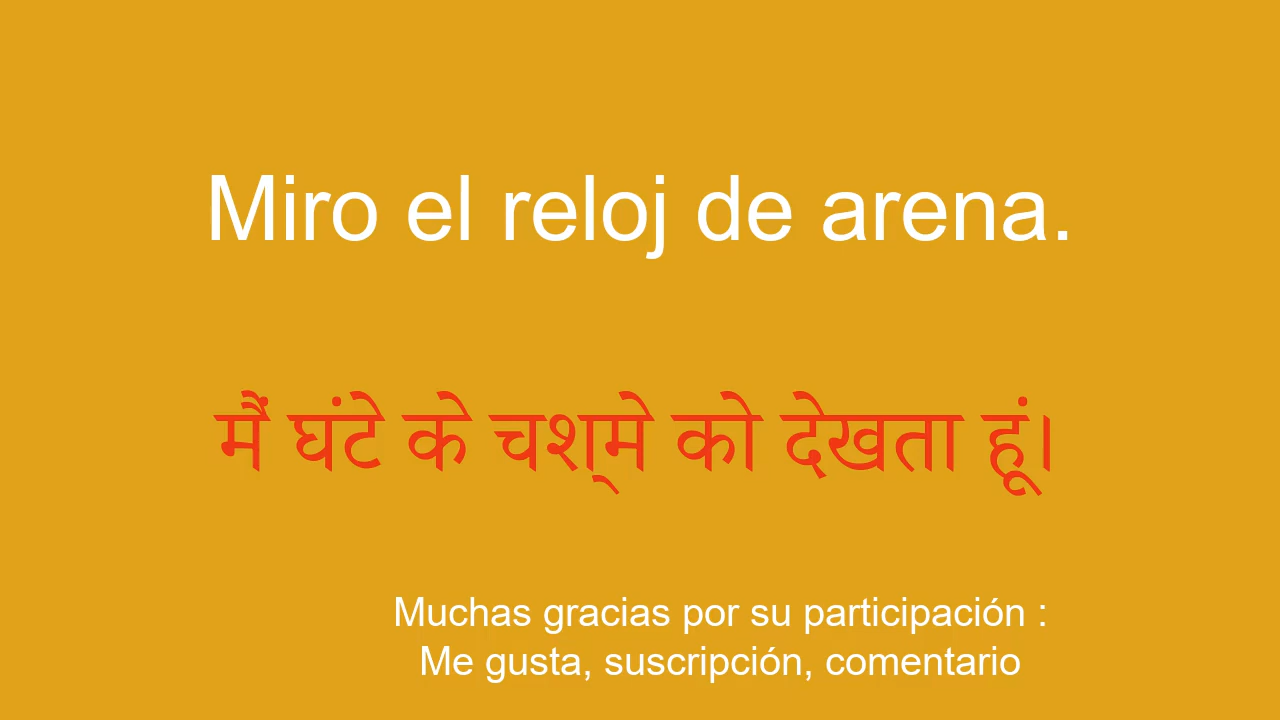 Miro el reloj de arena.
मैं घंटे के चश्मे को देखता हूं।
Muchas gracias por su participación :
Me gusta, suscripción, comentario